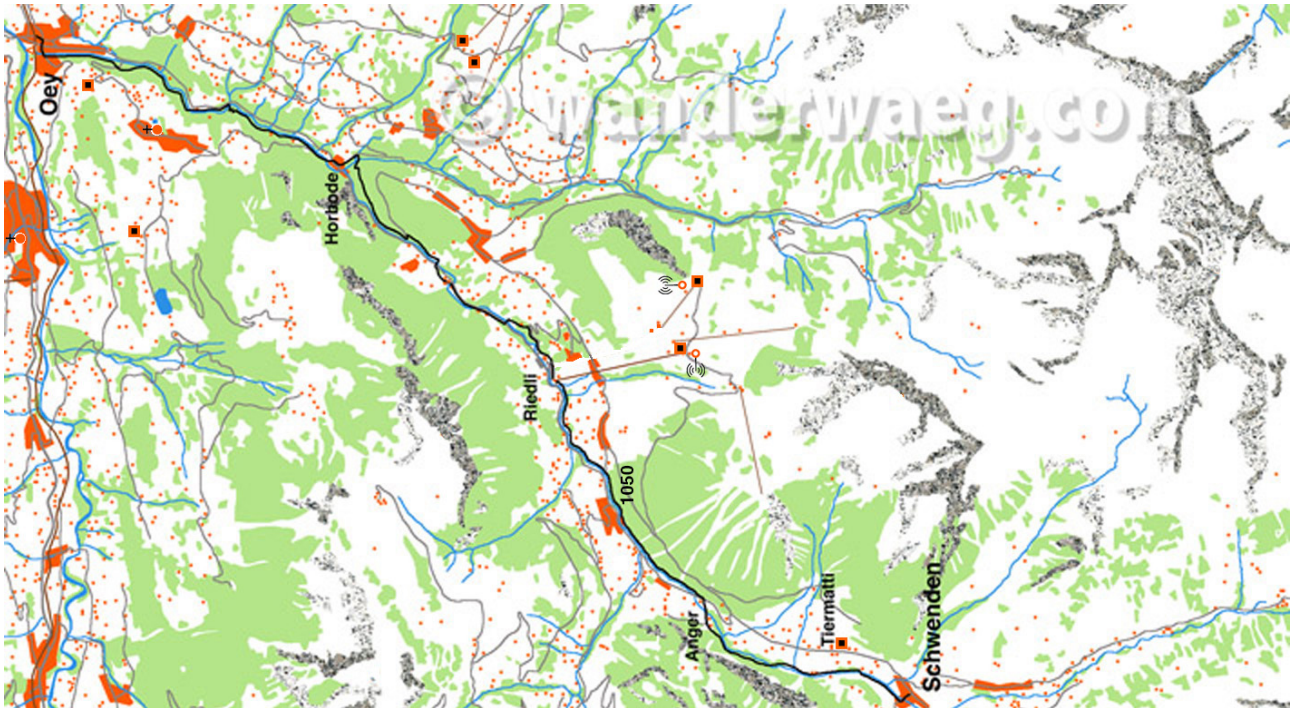 © wanderwaeg.com
Oey
Horbode
Riedli
1050
Anger
Tiermatti
Schwenden